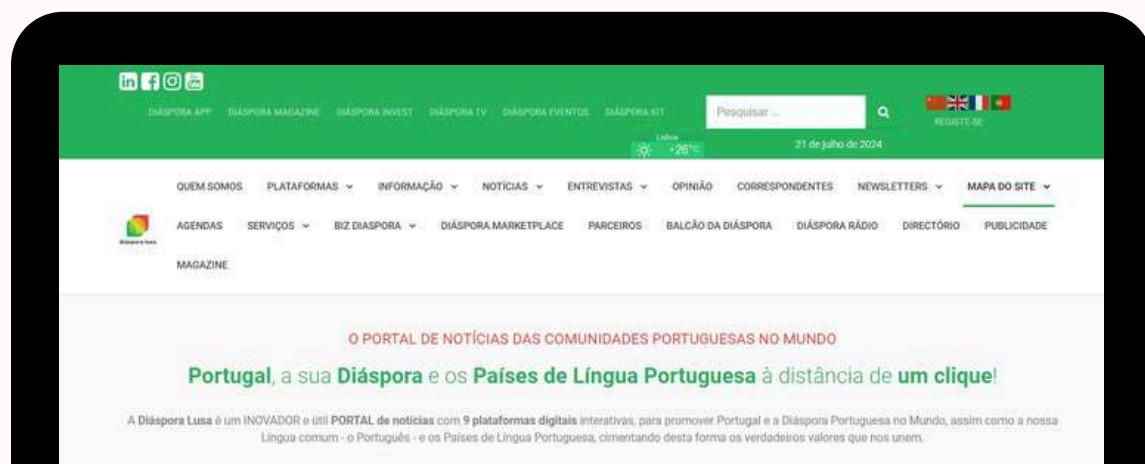 in f You Tube
DIÁSPORA APP DIÁSPORA MAGAZINE DIÁSPORA INVEST DIÁSPORA TV DIÁSPORA EVENTOS DIÁSPORA KIT Pesquisar ... REGISTE-SE
Lisboa
+26°C 21 de julho de 2024
QUEM SOMOS PLATAFORMAS INFORMAÇÃO NOTÍCIAS ENTREVISTAS OPINIÃO CORRESPONDENTES NEWSLETTERS MAPA DO SITE
diáspora lusa AGENDAS SERVIÇOS BIZ DIASPORA DIÁSPORA MARKETPLACE PARCEIROS BALCÃO DA DIÁSPORA DIÁSPORA RÁDIO DIRECTÓRIO PUBLICIDADE
MAGAZINE
O PORTAL DE NOTÍCIAS DAS COMUNIDADES PORTUGUESAS NO MUNDO
Portugal, a sua Diáspora e os Países de Língua Portuguesa à distância de um clique!
A Diáspora Lusa é um INOVADOR e útil PORTAL de notícias com 9 plataformas digitais interativas, para promover Portugal e a Diáspora Portuguesa no Mundo, assim como a nossa
Língua comum - o Português - e os Países de Língua Portuguesa, cimentando desta forma os verdadeiros valores que nos unem.